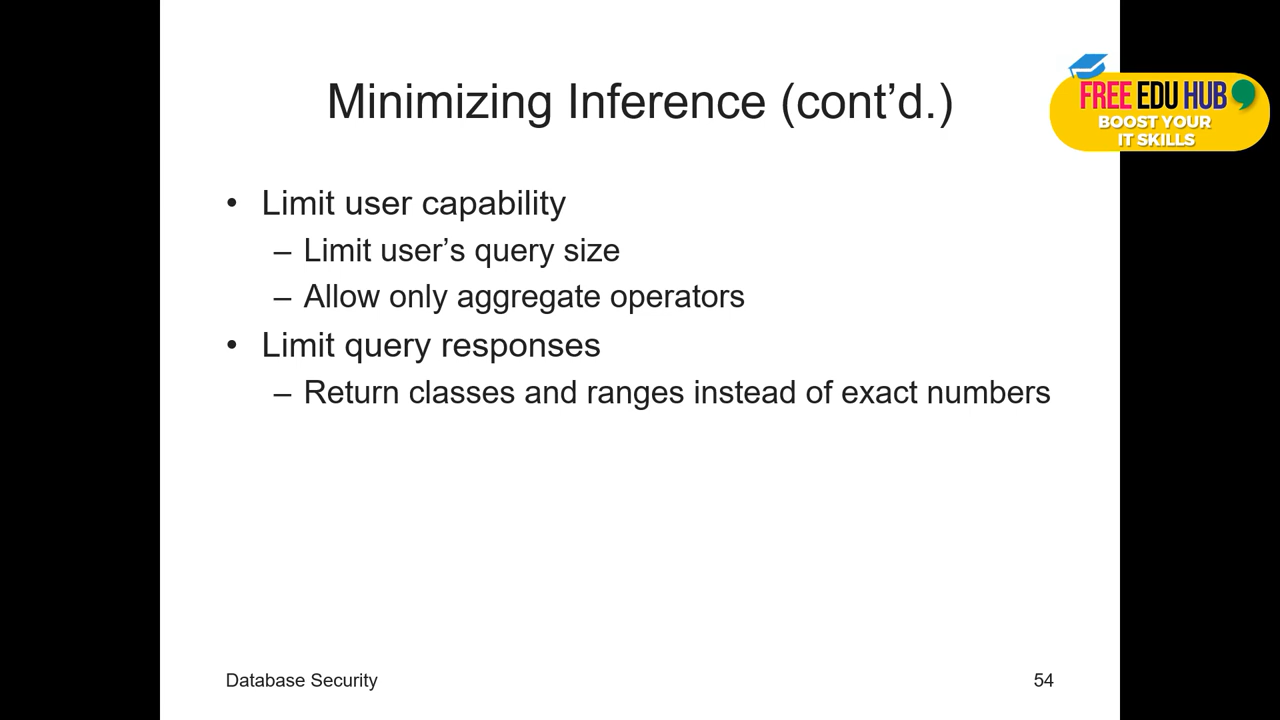 Minimizing Inference (cont’d.)
FREE EDU HUB
BOOST YOUR
IT SKILLS
• Limit user capability
– Limit user’s query size
– Allow only aggregate operators
• Limit query responses
– Return classes and ranges instead of exact numbers
Database Security
54